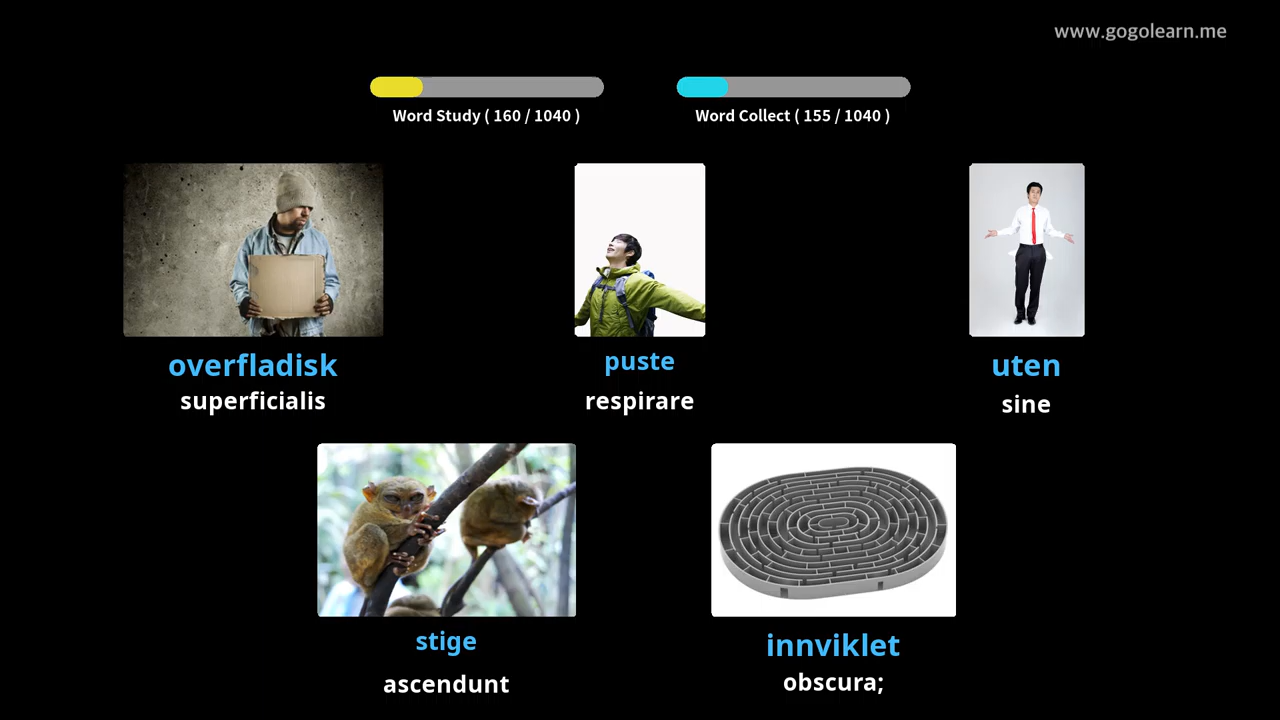 www.gogolearn.me
Word Study ( 160 / 1040 )
Word Collect ( 155 / 1040 )
overfladisk
superficialis
puste
respirare
uten
sine
stige
ascendunt
innviklet
obscura;